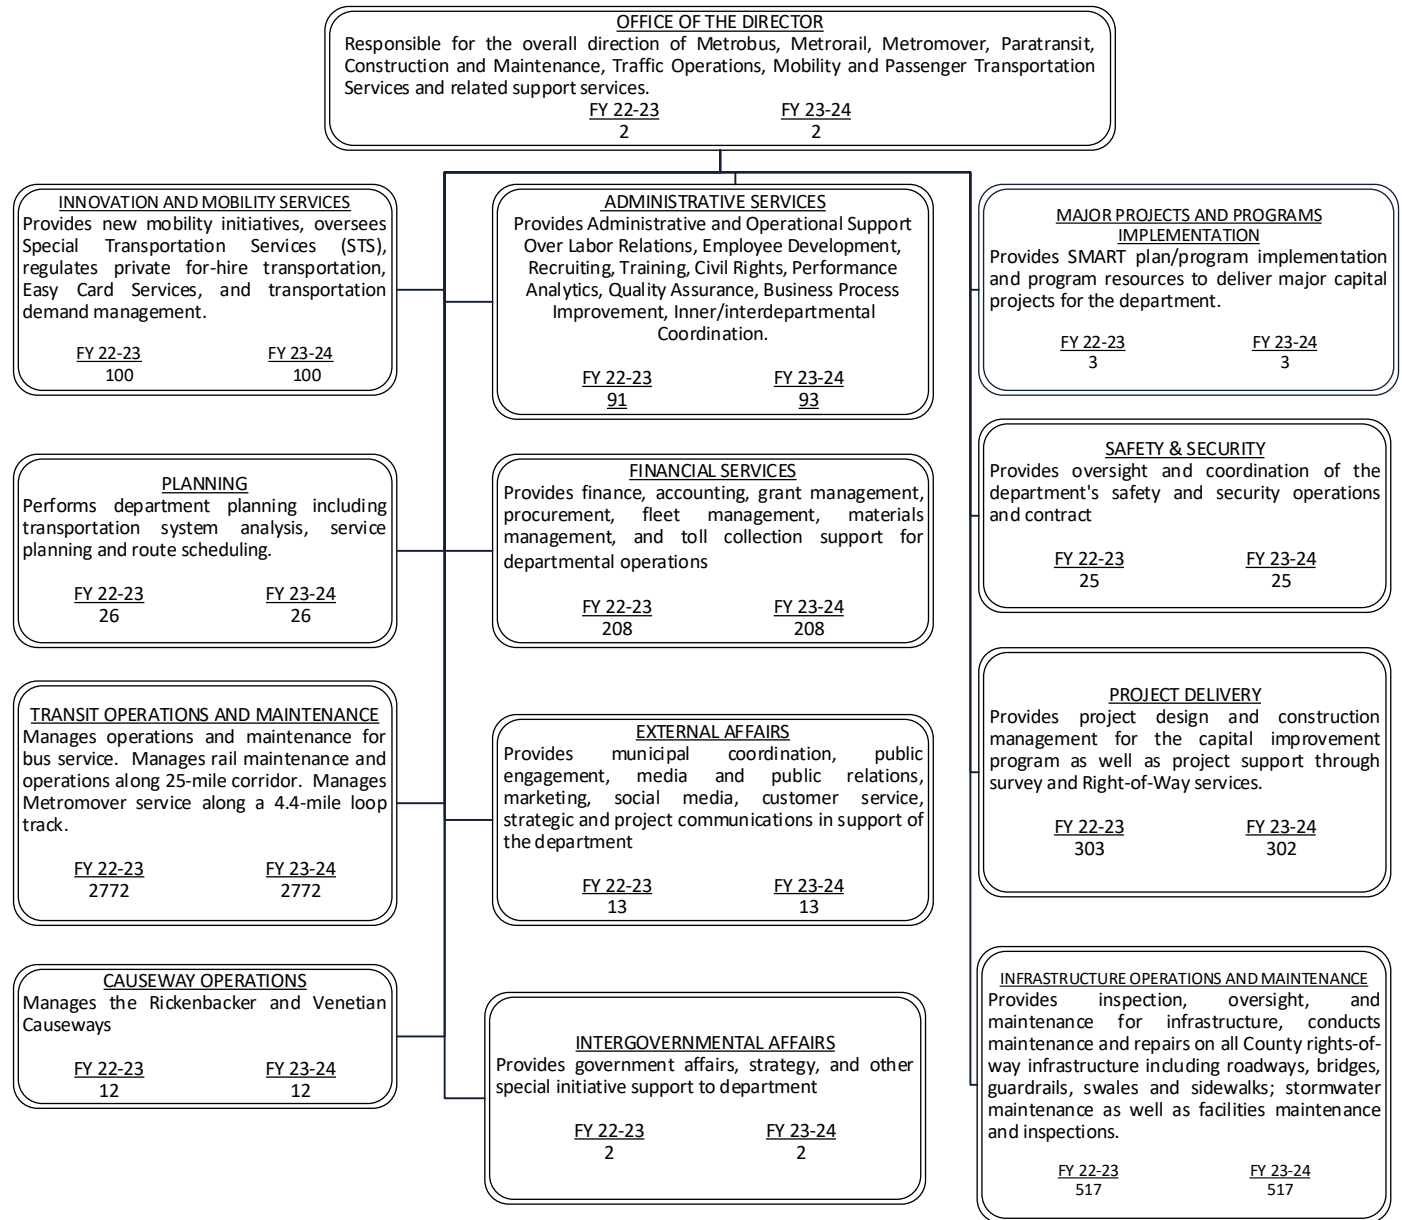 OFFICE OF THE DIRECTOR
Responsible for the overall direction of Metrobus, Metrorail, Metromover, Paratransit,
Construction and Maintenance, Traffic Operations, Mobility and Passenger Transportation
Services and related support services.
FY 22-23 FY 23-24
2 2
INNOVATION AND MOBILITY SERVICES
Provides new mobility initiatives, oversees
Special Transportation Services (STS),
regulates private for-hire transportation,
Easy Card Services, and transportation
demand management.
FY 22-23 FY 23-24
100 100
ADMINISTRATIVE SERVICES
Provides Administrative and Operational Support
Over Labor Relations, Employee Development,
Recruiting, Training, Civil Rights, Performance
Analytics, Quality Assurance, Business Process
Improvement, Inner/interdepartmental
Coordination.
FY 22-23 FY 23-24
91 93
MAJOR PROJECTS AND PROGRAMS
IMPLEMENTATION
Provides SMART plan/program implementation
and program resources to deliver major capital
projects for the department.
FY 22-23 FY 23-24
3 3
PLANNING
Performs department planning including
transportation system analysis, service
planning and route scheduling.
FY 22-23 FY 23-24
26 26
FINANCIAL SERVICES
Provides finance, accounting, grant management,
procurement, fleet management, materials
management, and toll collection support for
departmental operations
FY 22-23 FY 23-24
208 208
SAFETY & SECURITY
Provides oversight and coordination of the
department's safety and security operations
and contract
FY 22-23 FY 23-24
25 25
TRANSIT OPERATIONS AND MAINTENANCE
Manages operations and maintenance for
bus service. Manages rail maintenance and
operations along 25-mile corridor. Manages
Metromover service along a 4.4-mile loop
track.
FY 22-23 FY 23-24
2772 2772
EXTERNAL AFFAIRS
Provides municipal coordination, public
engagement, media and public relations,
marketing, social media, customer service,
strategic and project communications in support of
the department
FY 22-23 FY 23-24
13 13
PROJECT DELIVERY
Provides project design and construction
management for the capital improvement
program as well as project support through
survey and Right-of-Way services.
FY 22-23 FY 23-24
303 302
CAUSEWAY OPERATIONS
Manages the Rickenbacker and Venetian
Causeways
FY 22-23 FY 23-24
12 12
INTERGOVERNMENTAL AFFAIRS
Provides government affairs, strategy, and other
special initiative support to department
FY 22-23 FY 23-24
2 2
INFRASTRUCTURE OPERATIONS AND MAINTENANCE
Provides inspection, oversight, and
maintenance for infrastructure, conducts
maintenance and repairs on all County rights-of-
way infrastructure including roadways, bridges,
guardrails, swales and sidewalks; stormwater
maintenance as well as facilities maintenance
and inspections.
FY 22-23 FY 23-24
517 517